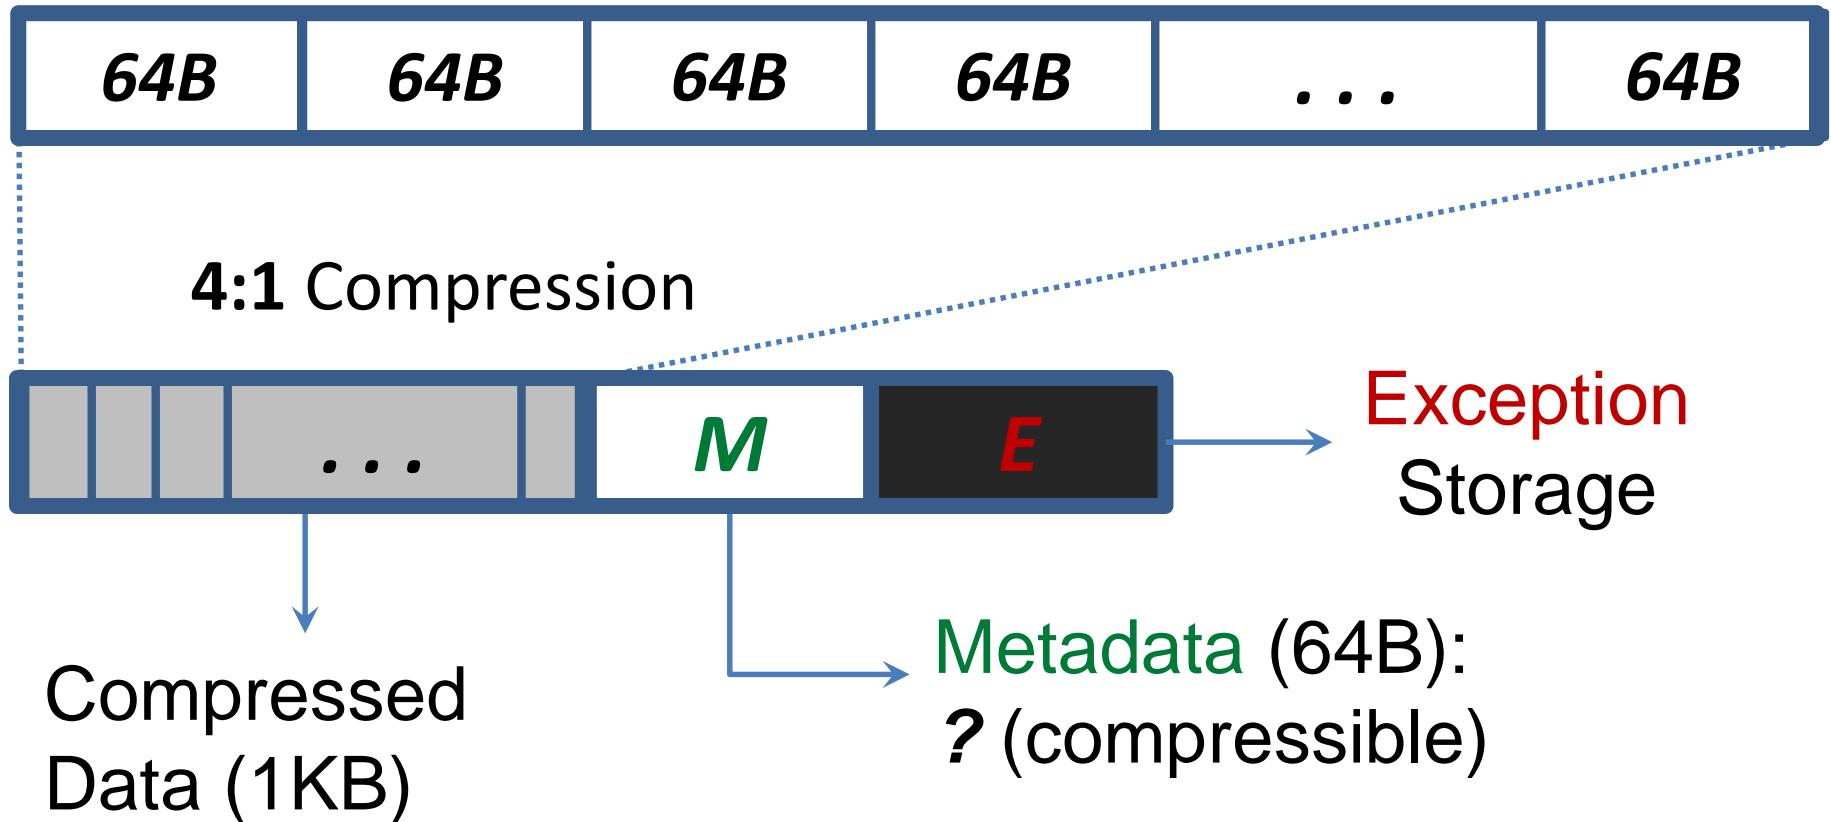 64B 64B 64B 64B . . . 64B
4:1 Compression
. . . M E
Exception
Storage
Compressed
Data (1KB)
Metadata (64B):
? (compressible)